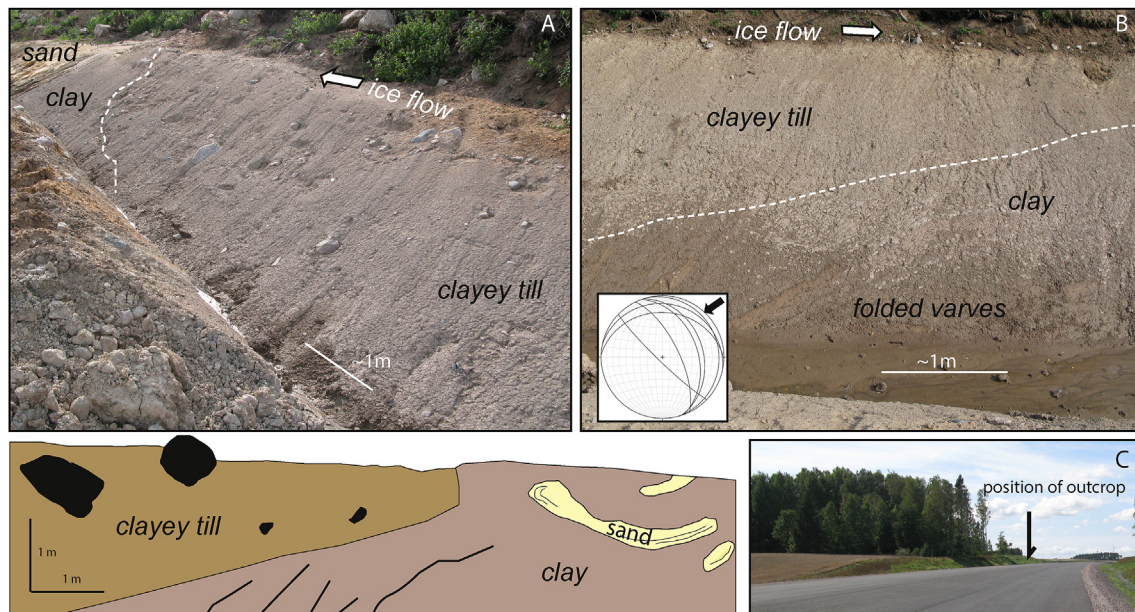 A
sand
clay
ice flow
clayey till
~1m
B
ice flow
clayey till
clay
folded varves
~1m
clayey till
1 m
1 m
sand
clay
C
position of outcrop